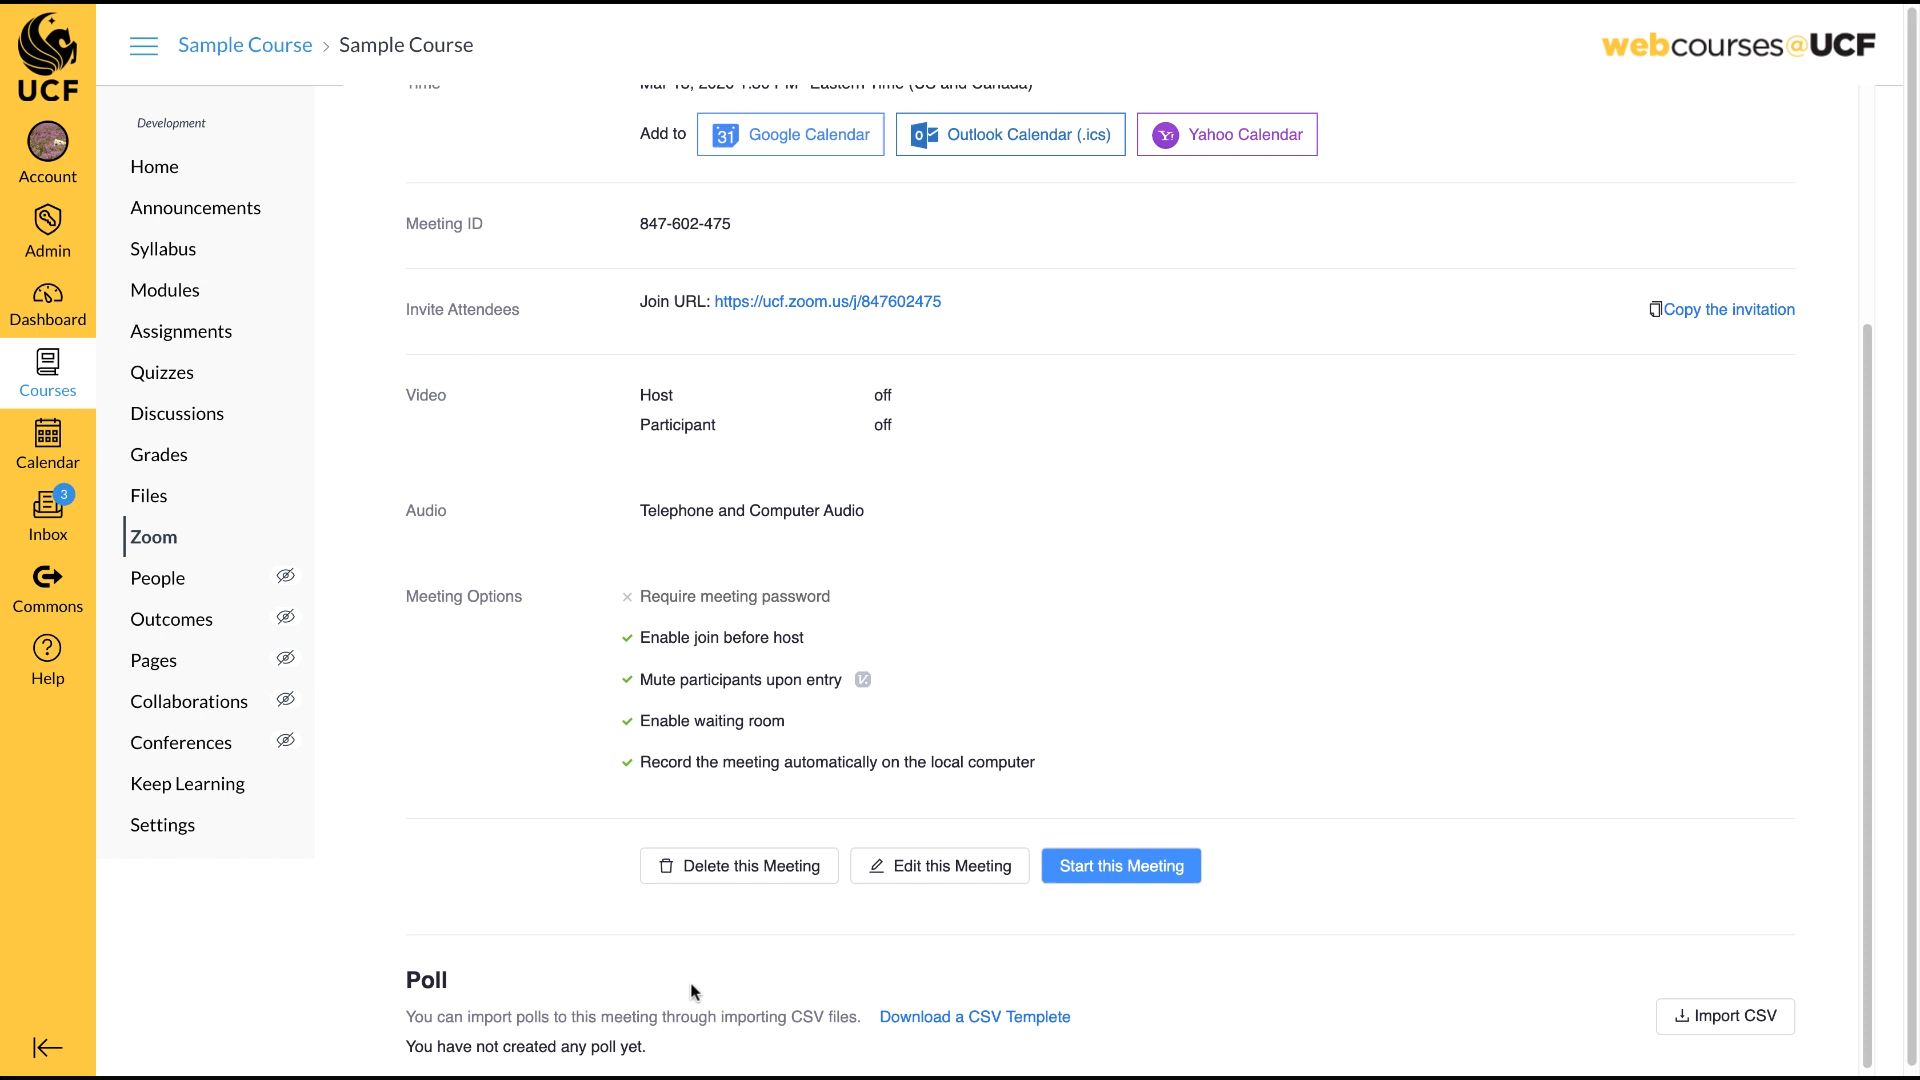 UCF
Account
Admin
Dashboard
Courses
Calendar
3
Inbox
Commons
Help
Sample Course › Sample Course
webcourses@UCF
Development
Home
Announcements
Syllabus
Modules
Assignments
Quizzes
Discussions
Grades
Files
Zoom
People
Outcomes
Pages
Collaborations
Conferences
Keep Learning
Settings
Add to 31 Google Calendar Outlook Calendar (.ics) Yahoo Calendar
Meeting ID 847-602-475
Invite Attendees Join URL: https://ucf.zoom.us/j/847602475 Copy the invitation
Video Host off
Participant off
Audio Telephone and Computer Audio
Meeting Options Require meeting password
Enable join before host
Mute participants upon entry
Enable waiting room
Record the meeting automatically on the local computer
Delete this Meeting Edit this Meeting Start this Meeting
Poll
You can import polls to this meeting through importing CSV files. Download a CSV Templete
Import CSV
You have not created any poll yet.